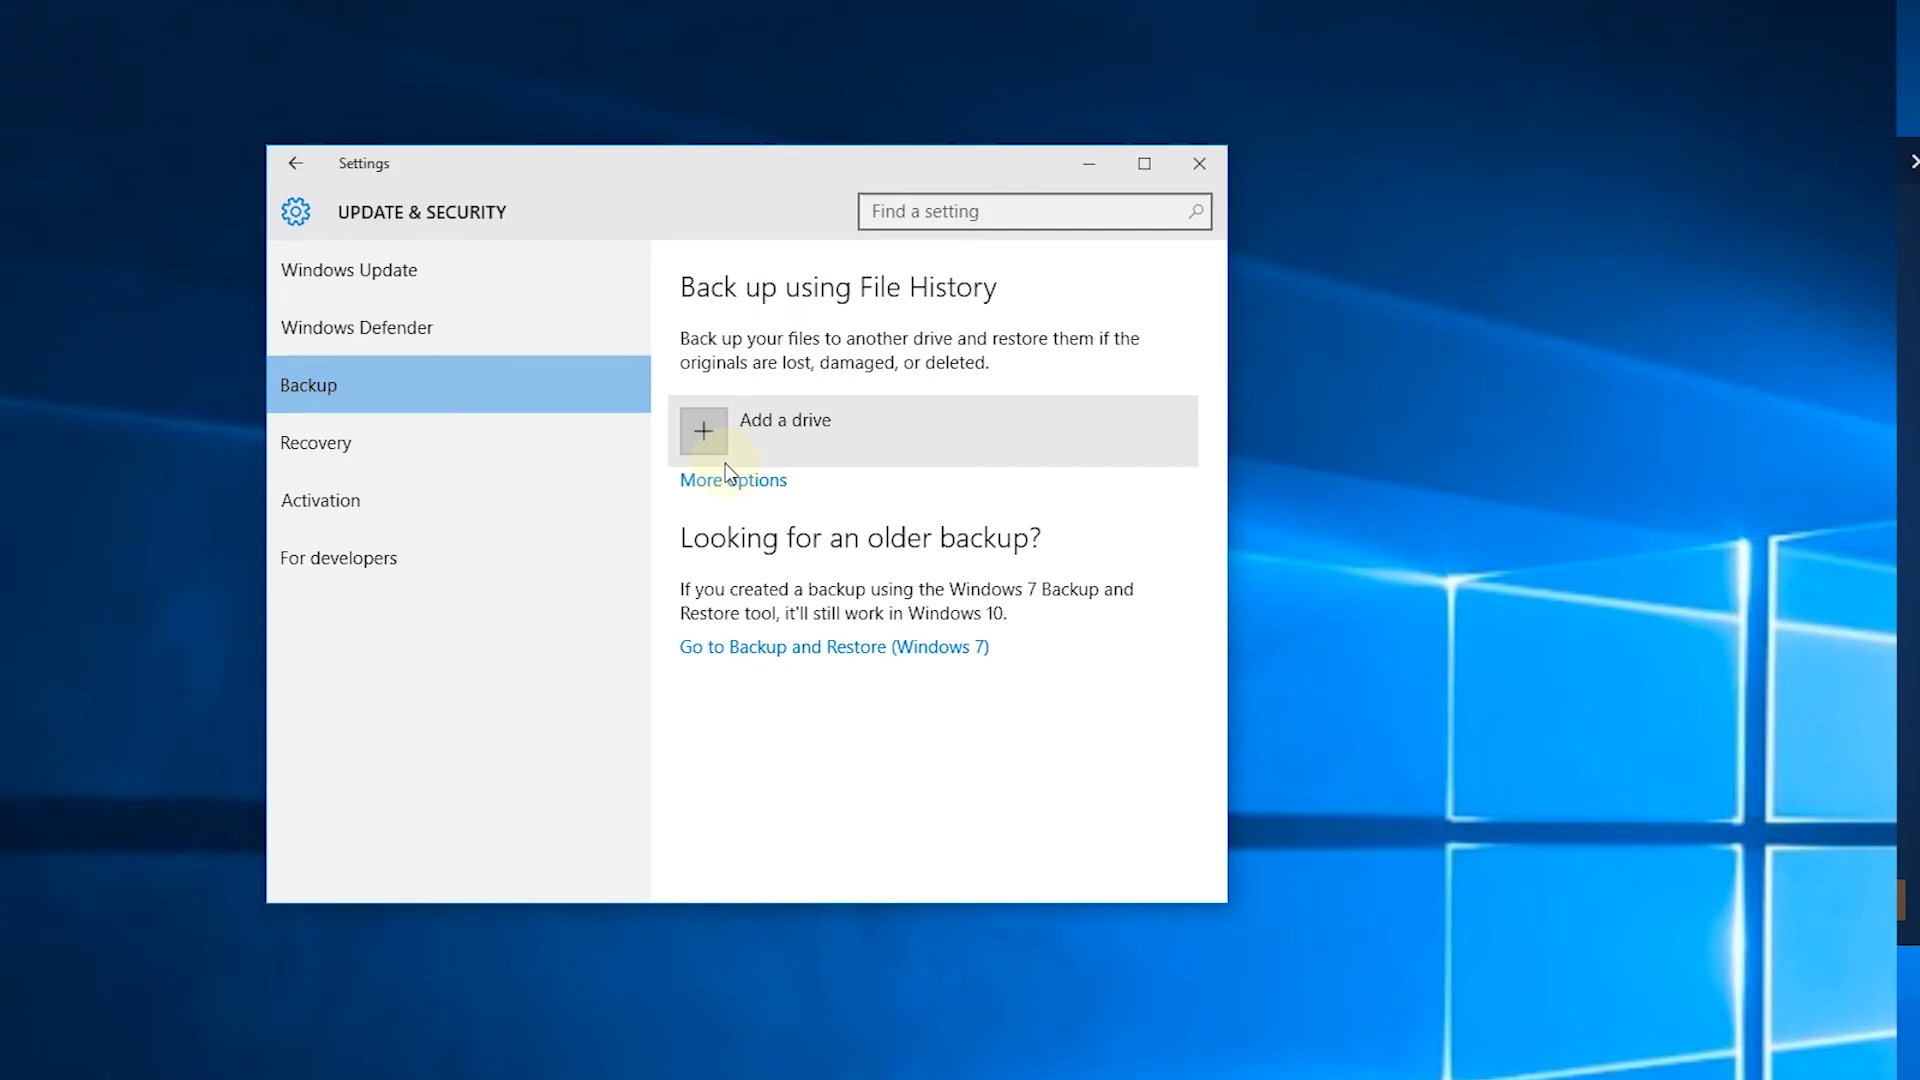 Settings
UPDATE & SECURITY
Find a setting
Windows Update
Windows Defender
Backup
Recovery
Activation
For developers
Back up using File History
Back up your files to another drive and restore them if the
originals are lost, damaged, or deleted.
Add a drive
More options
Looking for an older backup?
If you created a backup using the Windows 7 Backup and
Restore tool, it'll still work in Windows 10.
Go to Backup and Restore (Windows 7)